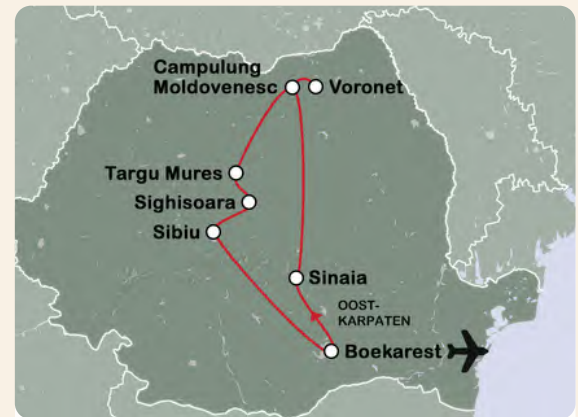 Campulung
Moldovenesc
Voronet
Targu Mures
Sighisoara
Sibiu
Sinaia
OOST-
KARPATEN
Boekarest